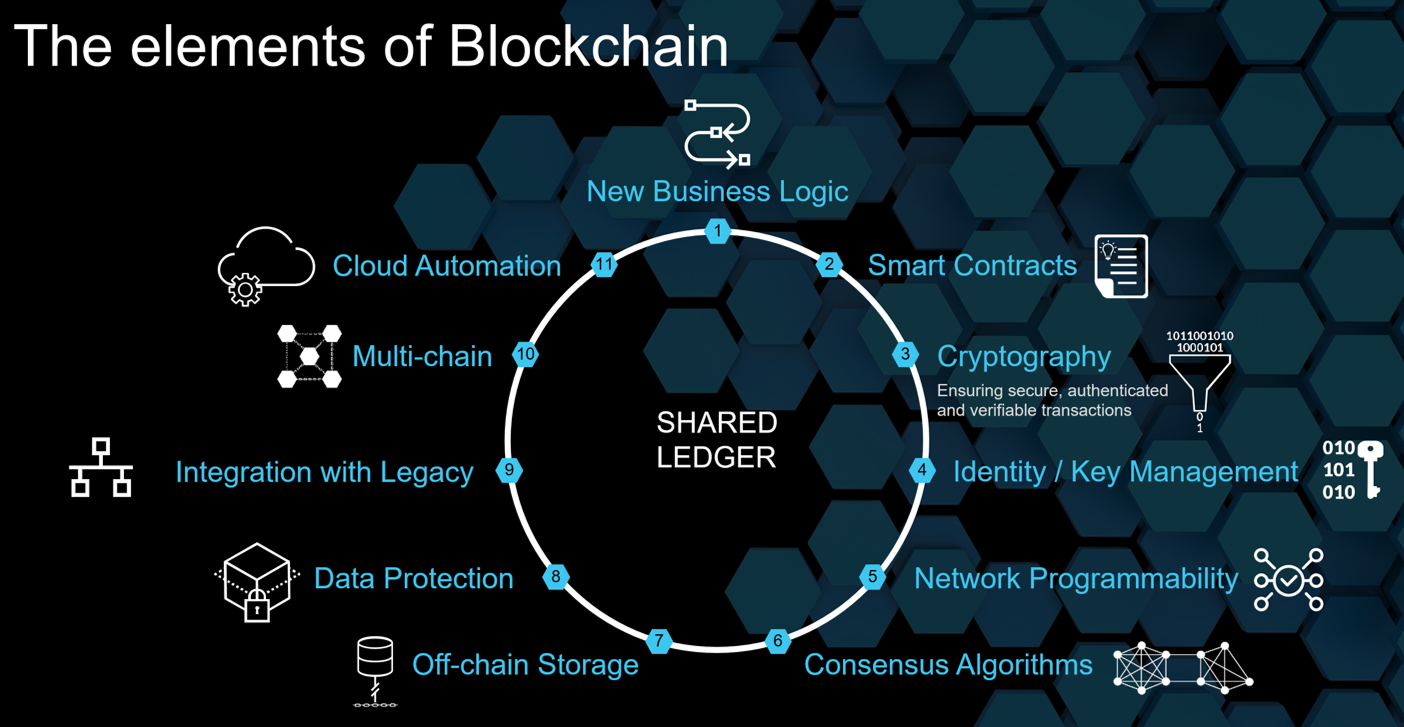 The elements of Blockchain
New Business Logic
1
2
Smart Contracts
3
Cryptography
Ensuring secure, authenticated
and verifiable transactions
1011001010
1000101
0
1
4
Identity / Key Management
010
101
010
5
Network Programmability
6
Consensus Algorithms
7
Off-chain Storage
8
Data Protection
9
Integration with Legacy
10
Multi-chain
11
Cloud Automation
SHARED
LEDGER